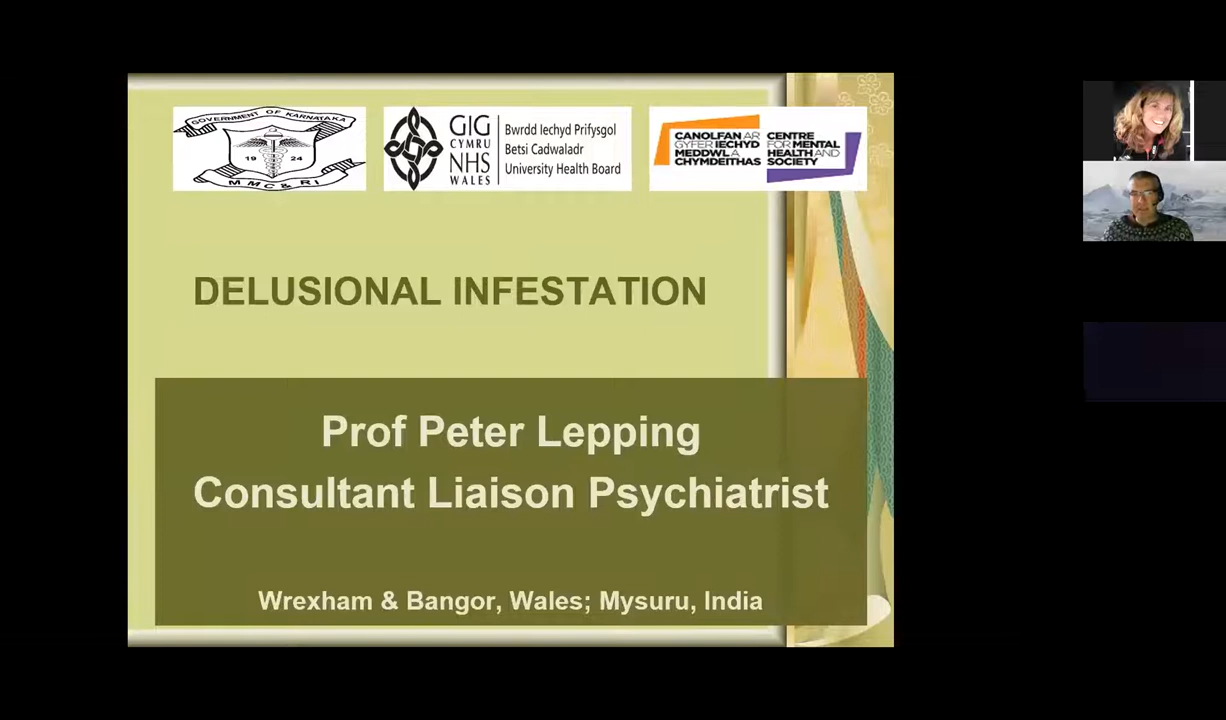 GOVERNMENT OF KARNATAKA
19 24
MMC & RI
GIG
CYMRU
NHS
WALES
Bwrdd Iechyd Prifysgol
Betsi Cadwaladr
University Health Board
CANOLFAN AR
GYFER IECHYD
MEDDWL A
CHYMDEITHAS
CENTRE
FOR MENTAL
HEALTH AND
SOCIETY
DELUSIONAL INFESTATION
Prof Peter Lepping
Consultant Liaison Psychiatrist
Wrexham & Bangor, Wales; Mysuru, India